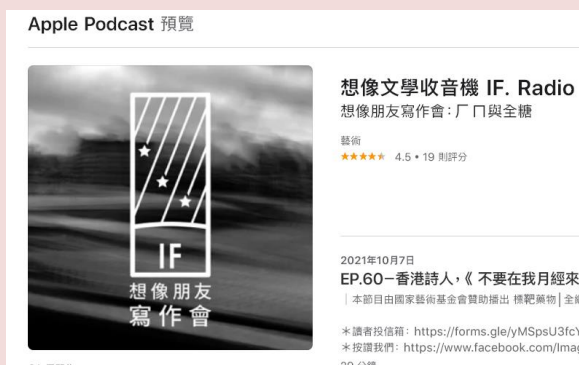 Apple Podcast 預覽
IF
想像朋友
寫作會
想像文學收音機 IF. Radio
想像朋友寫作會：厂冂與全糖
藝術
★★★★★ 4.5 • 19 則評分
2021年10月7日
EP.60–香港詩人，《 不要在我月經來
｜本節目由國家藝術基金會贊助播出 標靶藥物｜全
＊讀者投信箱：https://forms.gle/yMSpsU3fcY
＊按讚我們：https://www.facebook.com/Imag